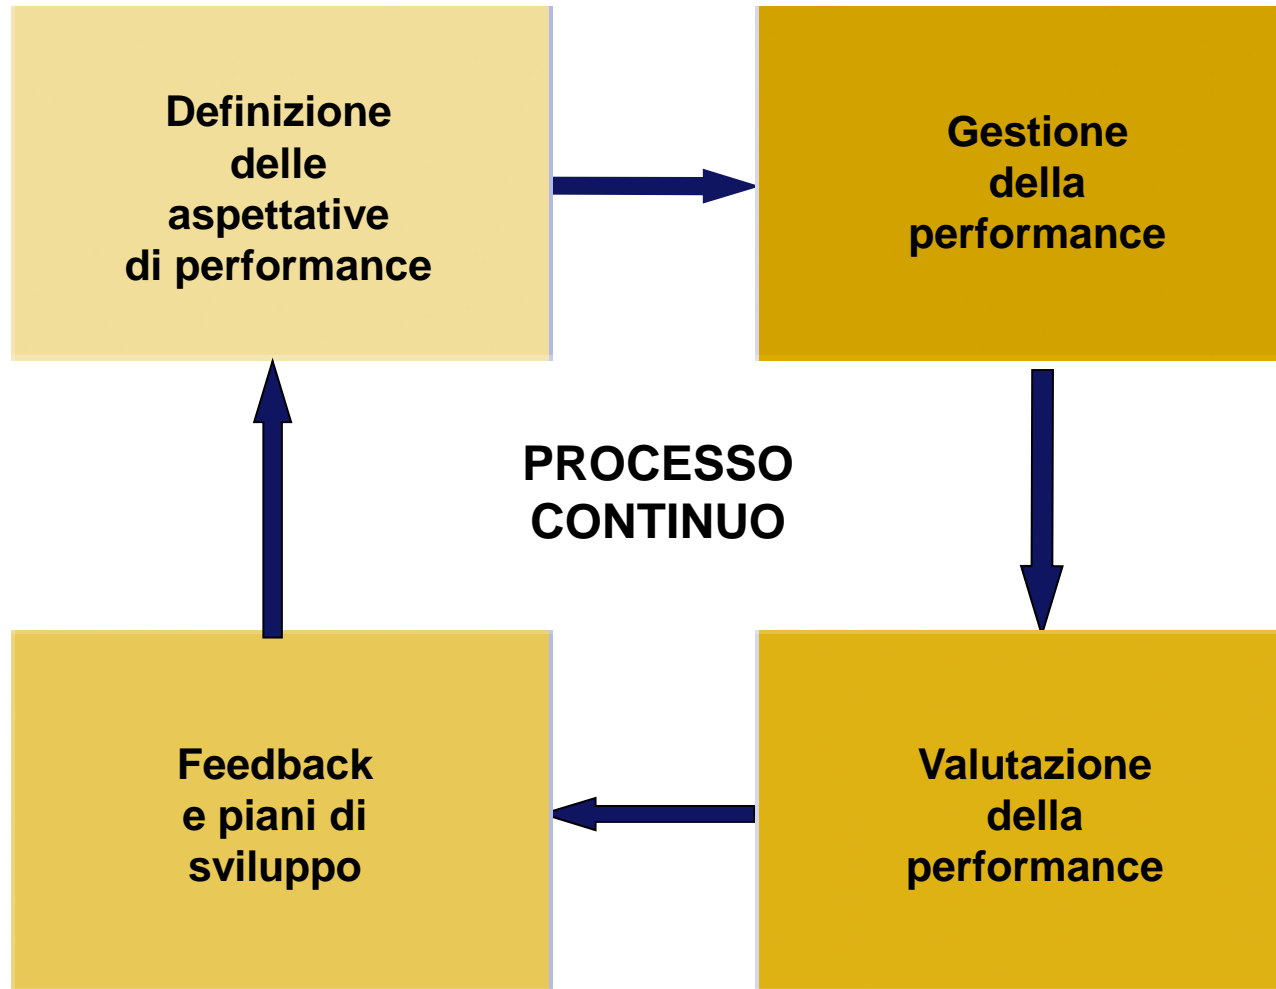 Definizione
delle
aspettative
di performance
Gestione
della
performance
PROCESSO
CONTINUO
Feedback
e piani di
sviluppo
Valutazione
della
performance